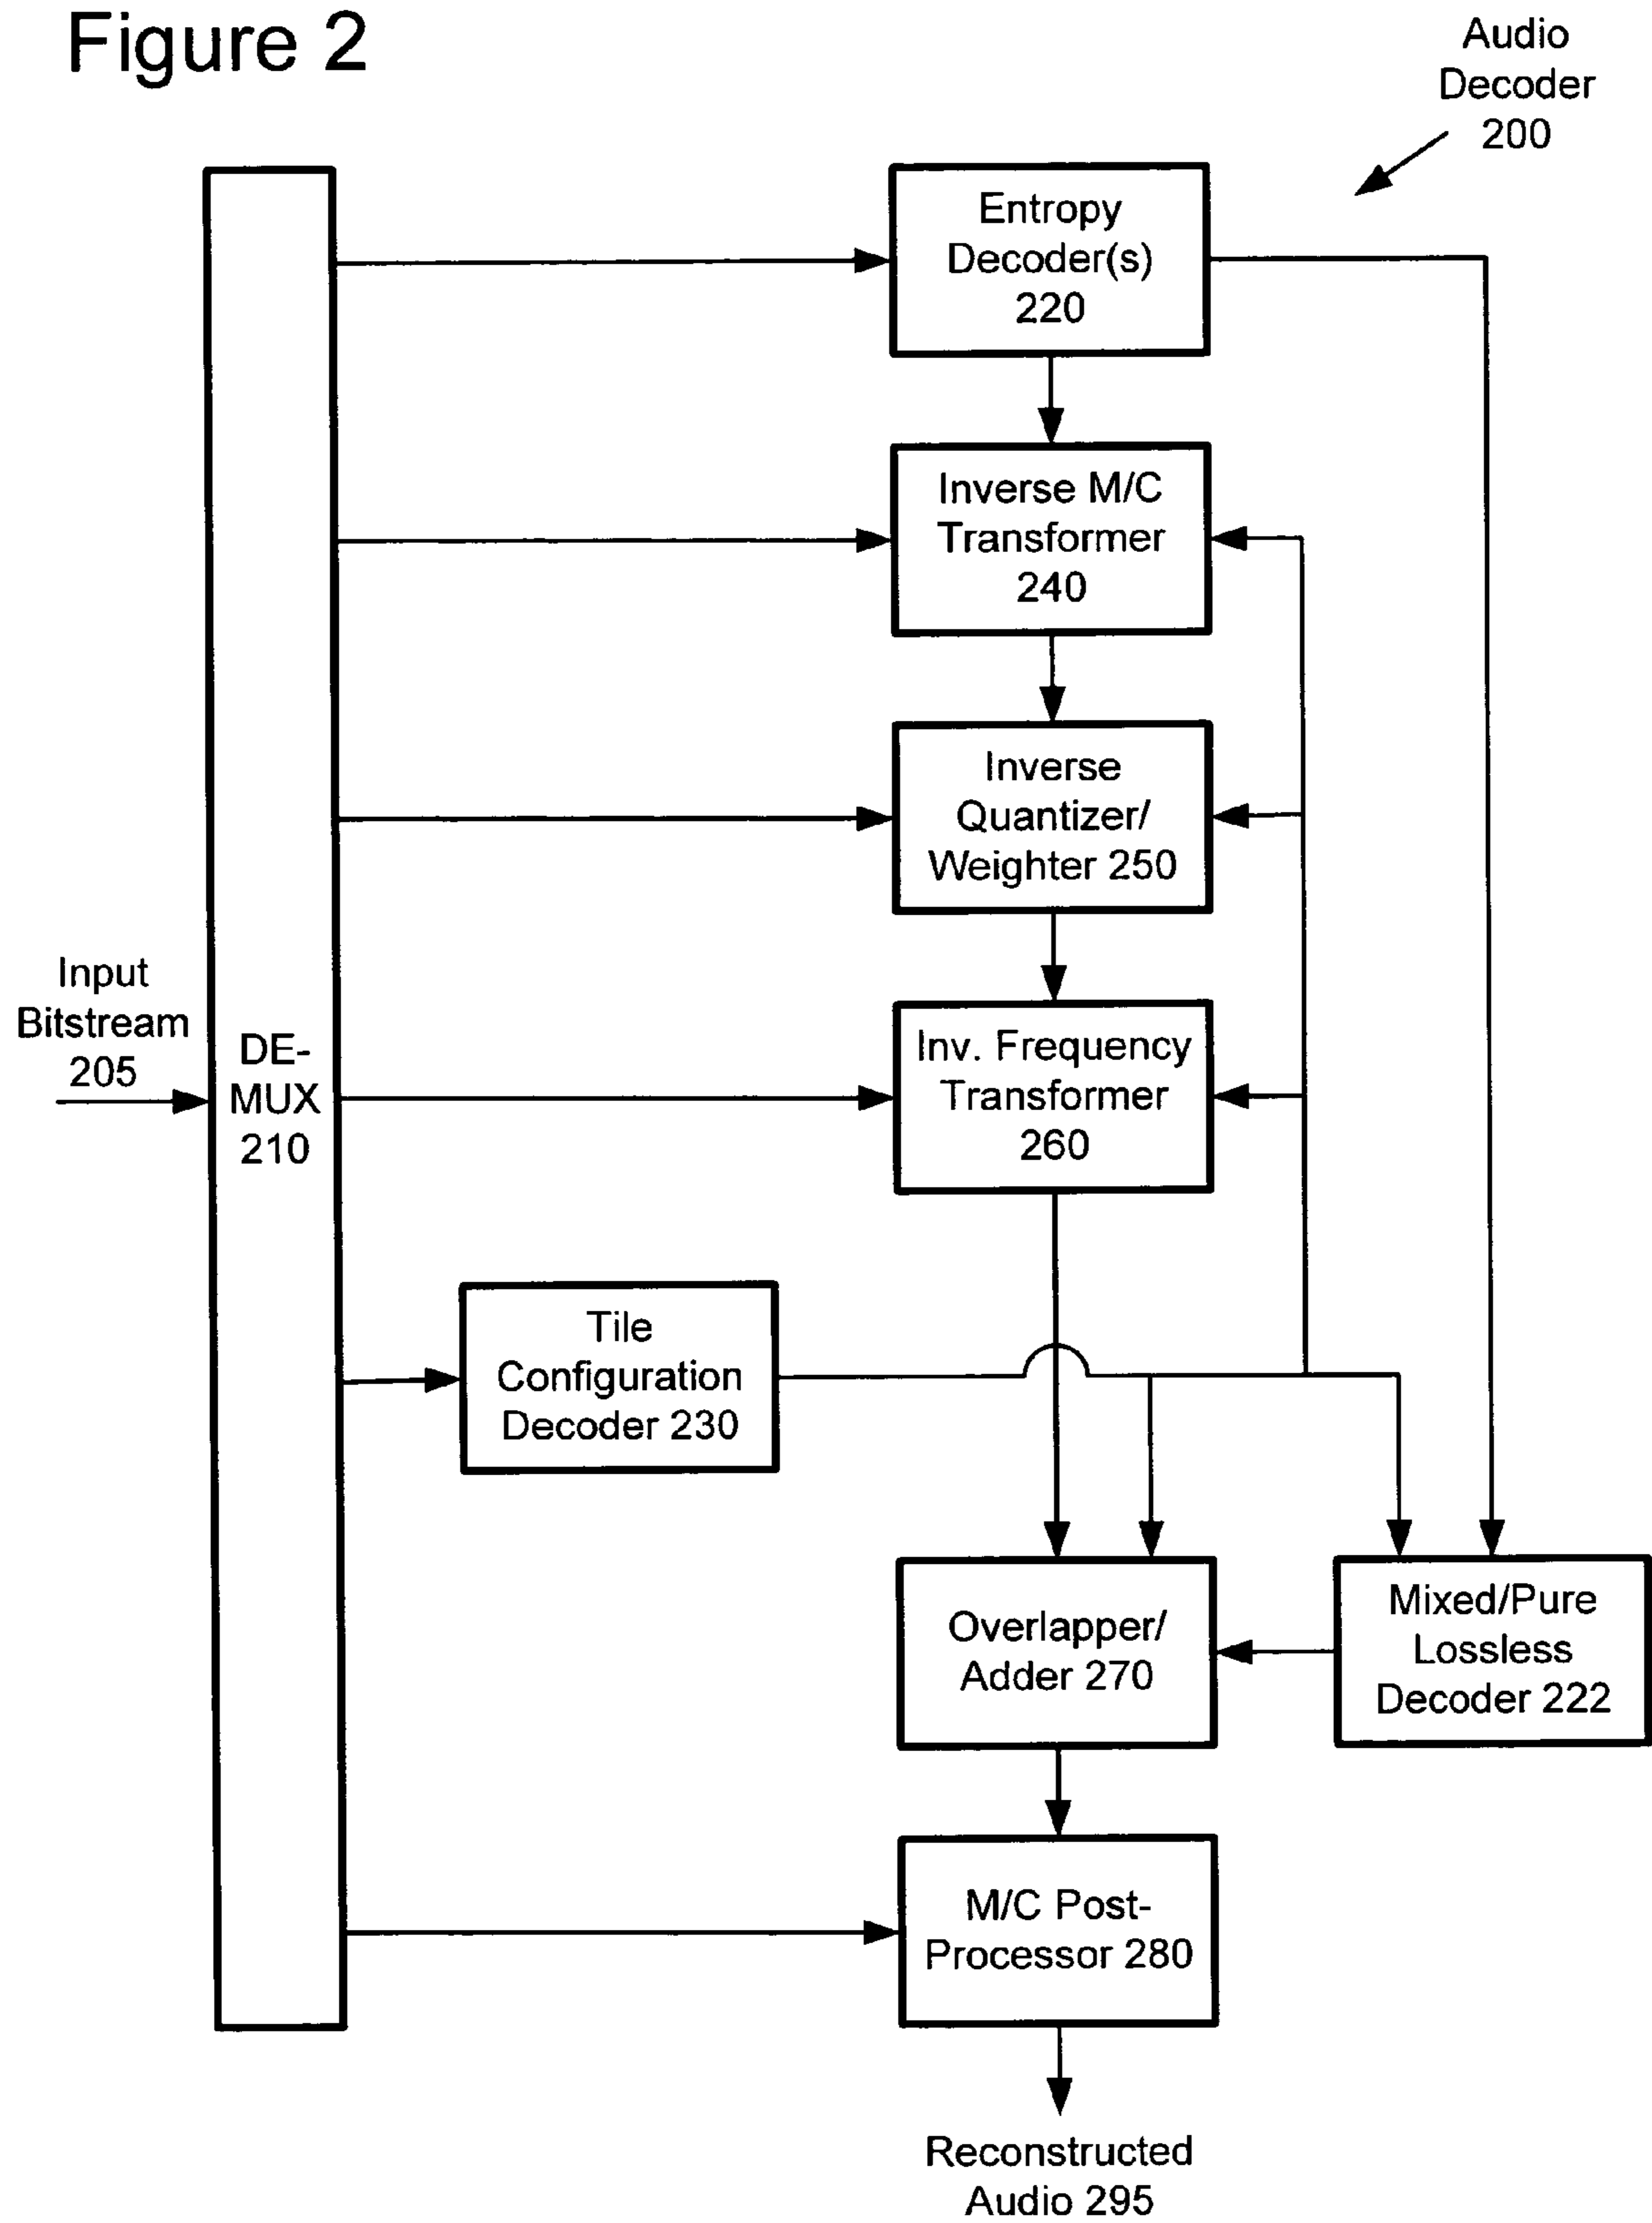 Figure 2
Audio
Decoder
200
Entropy
Decoder(s)
220
Inverse M/C
Transformer
240
Inverse
Quantizer/
Weighter 250
Input
Bitstream
205
DE-
MUX
210
Inv. Frequency
Transformer
260
Tile
Configuration
Decoder 230
Overlapper/
Adder 270
Mixed/Pure
Lossless
Decoder 222
M/C Post-
Processor 280
Reconstructed
Audio 295